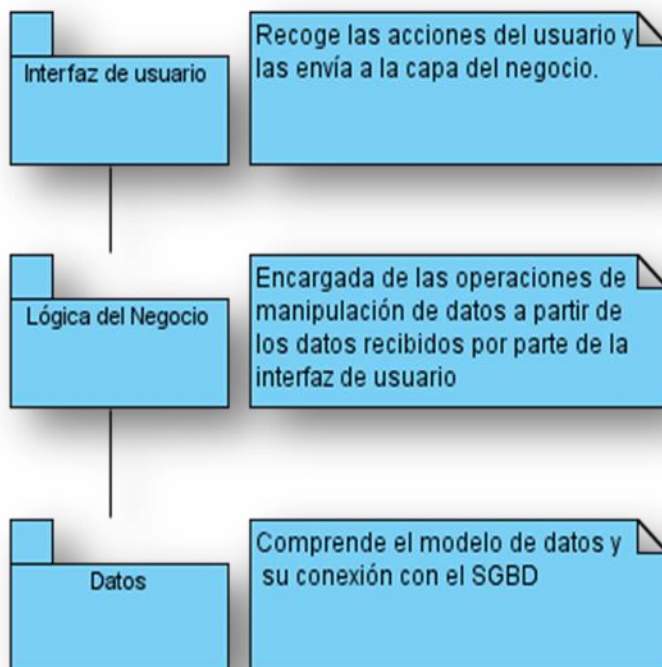 Interfaz de usuario
Recoge las acciones del usuario y
las envía a la capa del negocio.
Lógica del Negocio
Encargada de las operaciones de
manipulación de datos a partir de
los datos recibidos por parte de la
interfaz de usuario
Datos
Comprende el modelo de datos y
su conexión con el SGBD